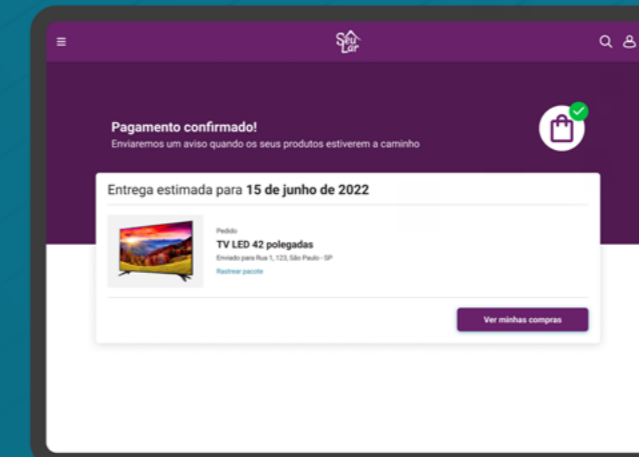 Seu
Lar
Pagamento confirmado!
Enviaremos um aviso quando os seus produtos estiverem a caminho
Entrega estimada para 15 de junho de 2022
Pedido
TV LED 42 polegadas
Enviado para Rua 1, 123, São Paulo - SP
Rastrear pacote
Ver minhas compras